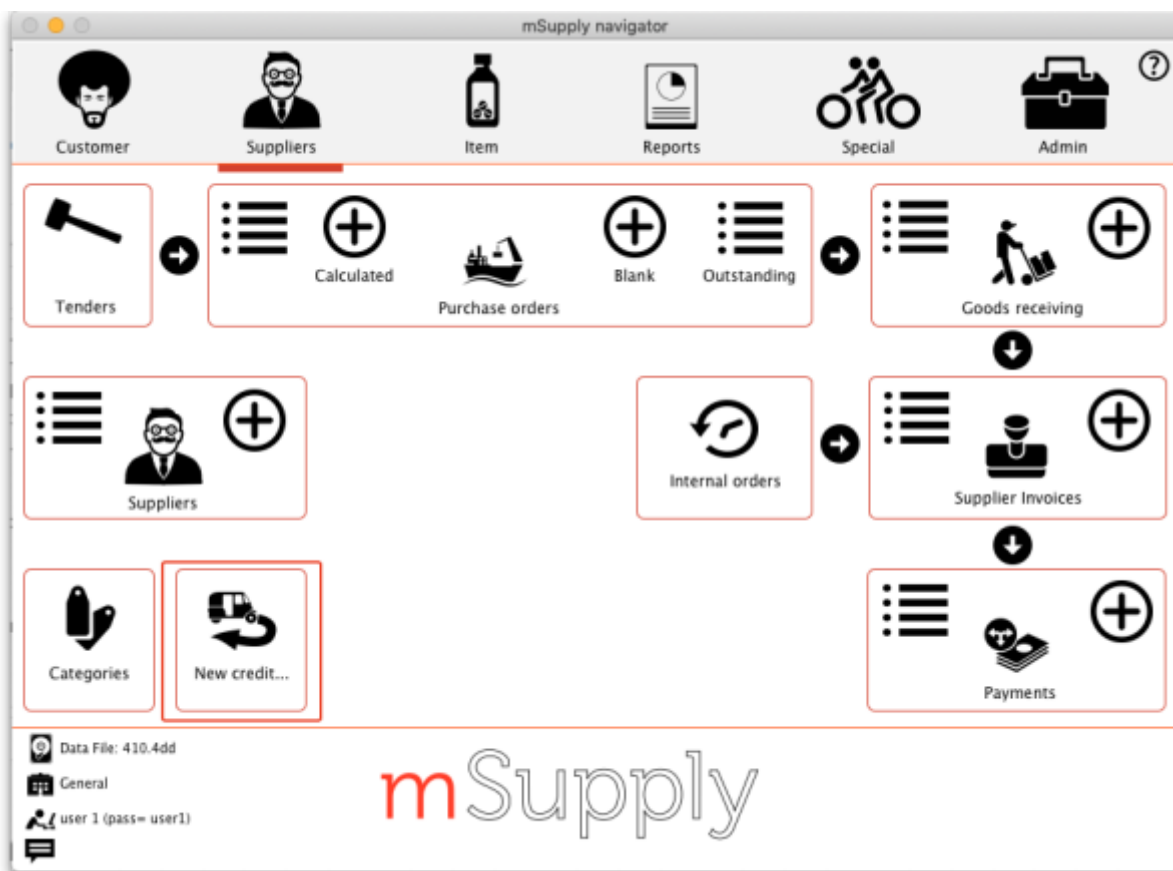 mSupply navigator
?
Customer
Suppliers
Item
Reports
Special
Admin
Tenders
Calculated
Purchase orders
Blank
Outstanding
Goods receiving
Suppliers
Internal orders
Supplier Invoices
Categories
New credit...
Payments
Data File: 410.4dd
General
user 1 (pass= user1)
mSupply